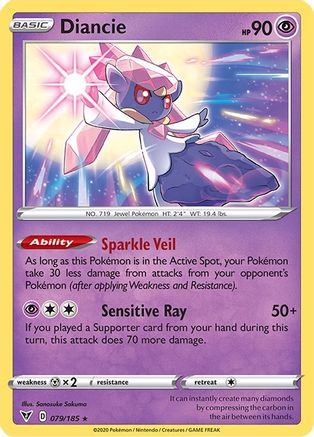 BASIC Diancie HP 90
NO. 719 Jewel Pokémon HT: 2'4" WT: 19.4 lbs.
Ability Sparkle Veil
As long as this Pokémon is in the Active Spot, your Pokémon
take 30 less damage from attacks from your opponent's
Pokémon (after applying Weakness and Resistance).
Sensitive Ray 50+
If you played a Supporter card from your hand during this
turn, this attack does 70 more damage.
Illus. Sanosuke Sakuma
weakness ×2 resistance retreat
D 079/185 ★
It can instantly create many diamonds
by compressing the carbon in
the air between its hands.
©2020 Pokémon / Nintendo / Creatures / GAME FREAK